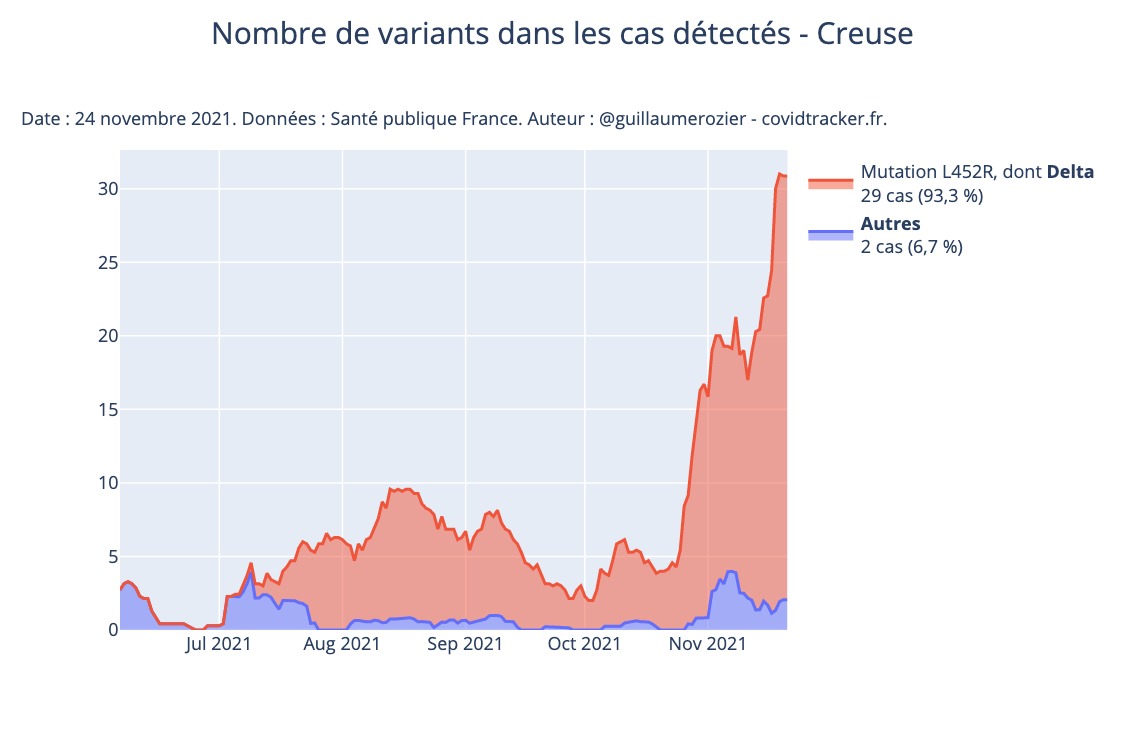 Nombre de variants dans les cas détectés - Creuse
Date : 24 novembre 2021. Données : Santé publique France. Auteur : @guillaumerozier - covidtracker.fr.
Mutation L452R, dont Delta
29 cas (93,3 %)
Autres
2 cas (6,7 %)
30
25
20
15
10
5
0
Jul 2021 Aug 2021 Sep 2021 Oct 2021 Nov 2021